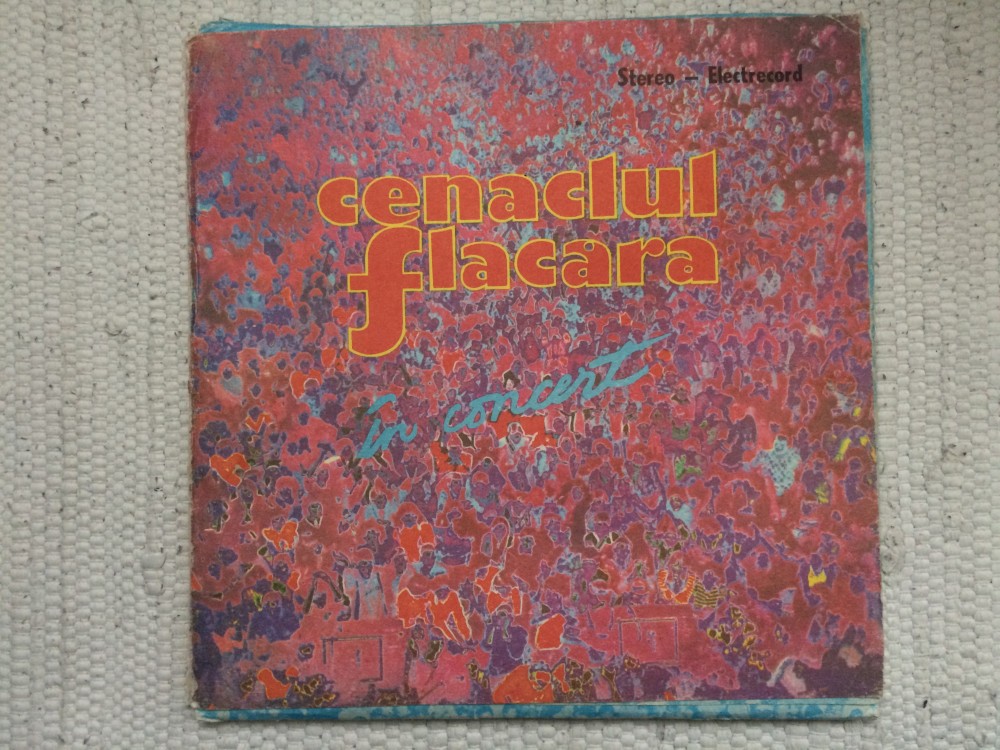 Stereo – Electrecord
cenaclul
flacara
în concert